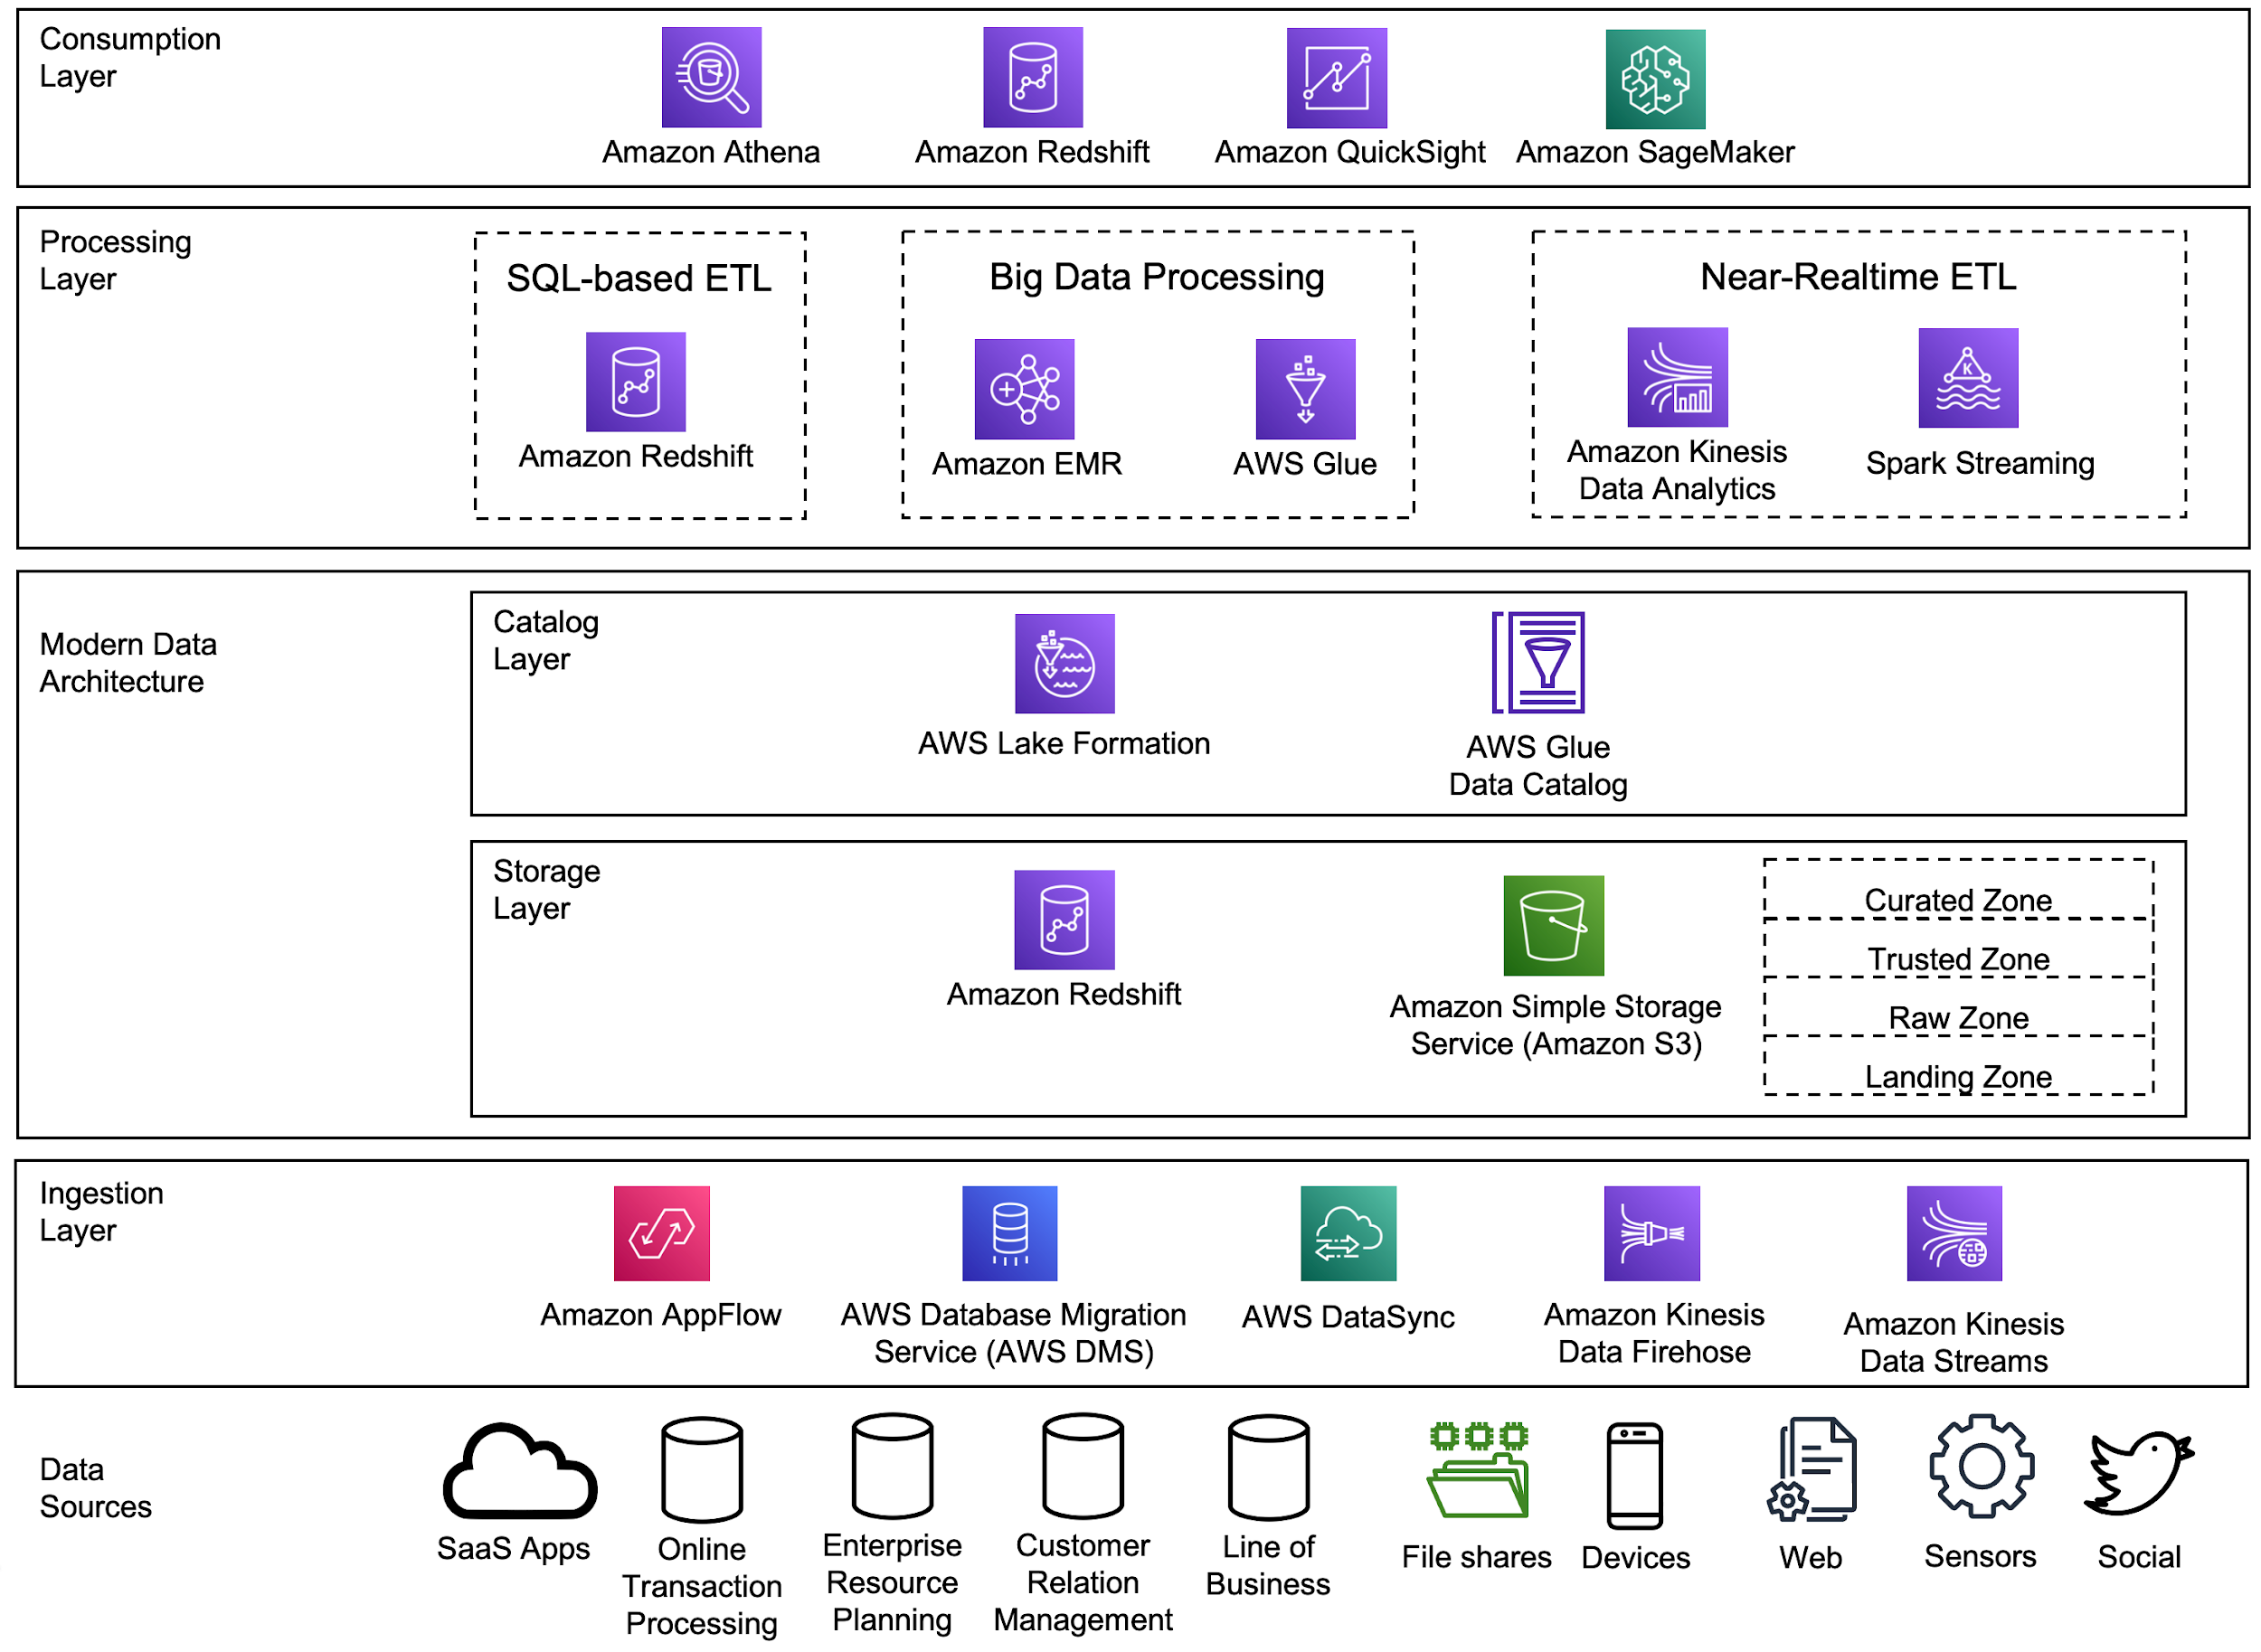 Consumption
Layer
Amazon Athena
Amazon Redshift
Amazon QuickSight
Amazon SageMaker
Processing
Layer
SQL-based ETL
Amazon Redshift
Big Data Processing
Amazon EMR
AWS Glue
Near-Realtime ETL
Amazon Kinesis
Data Analytics
K
Spark Streaming
Modern Data
Architecture
Catalog
Layer
AWS Lake Formation
AWS Glue
Data Catalog
Storage
Layer
Amazon Redshift
Amazon Simple Storage
Service (Amazon S3)
Curated Zone
Trusted Zone
Raw Zone
Landing Zone
Ingestion
Layer
Amazon AppFlow
AWS Database Migration
Service (AWS DMS)
AWS DataSync
Amazon Kinesis
Data Firehose
Amazon Kinesis
Data Streams
Data
Sources
SaaS Apps
Online
Transaction
Processing
Enterprise
Resource
Planning
Customer
Relation
Management
Line of
Business
File shares
Devices
Web
Sensors
Social